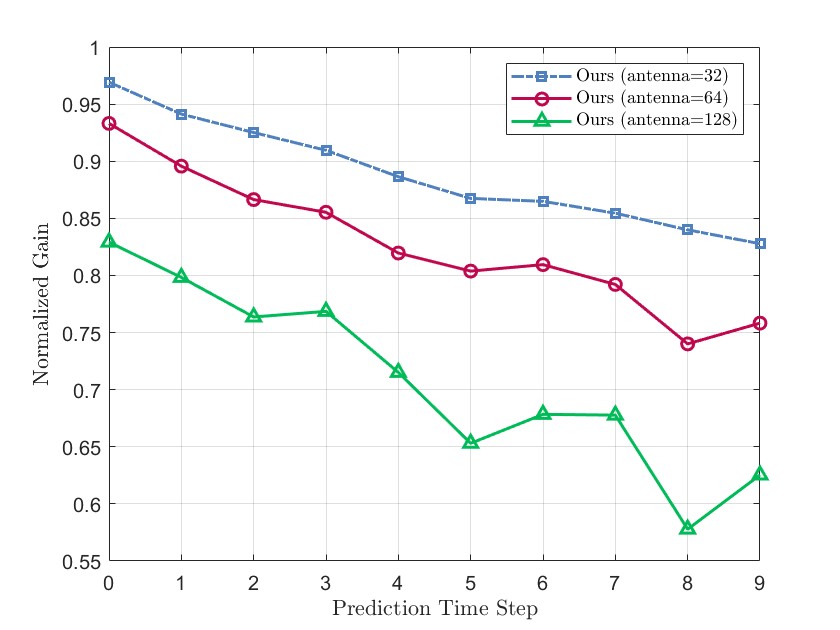 1
0.95
0.9
0.85
0.8
0.75
0.7
0.65
0.6
0.55
Normalized Gain
Ours (antenna=32)
Ours (antenna=64)
Ours (antenna=128)
0 1 2 3 4 5 6 7 8 9
Prediction Time Step